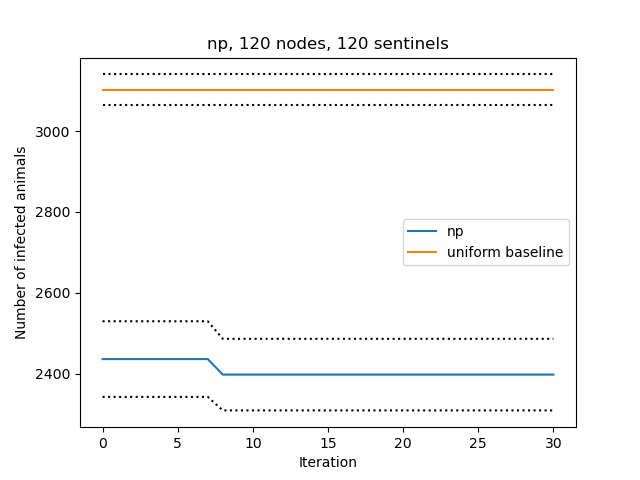 np, 120 nodes, 120 sentinels
Number of infected animals
3000
2800
2600
2400
np
uniform baseline
0 5 10 15 20 25 30
Iteration